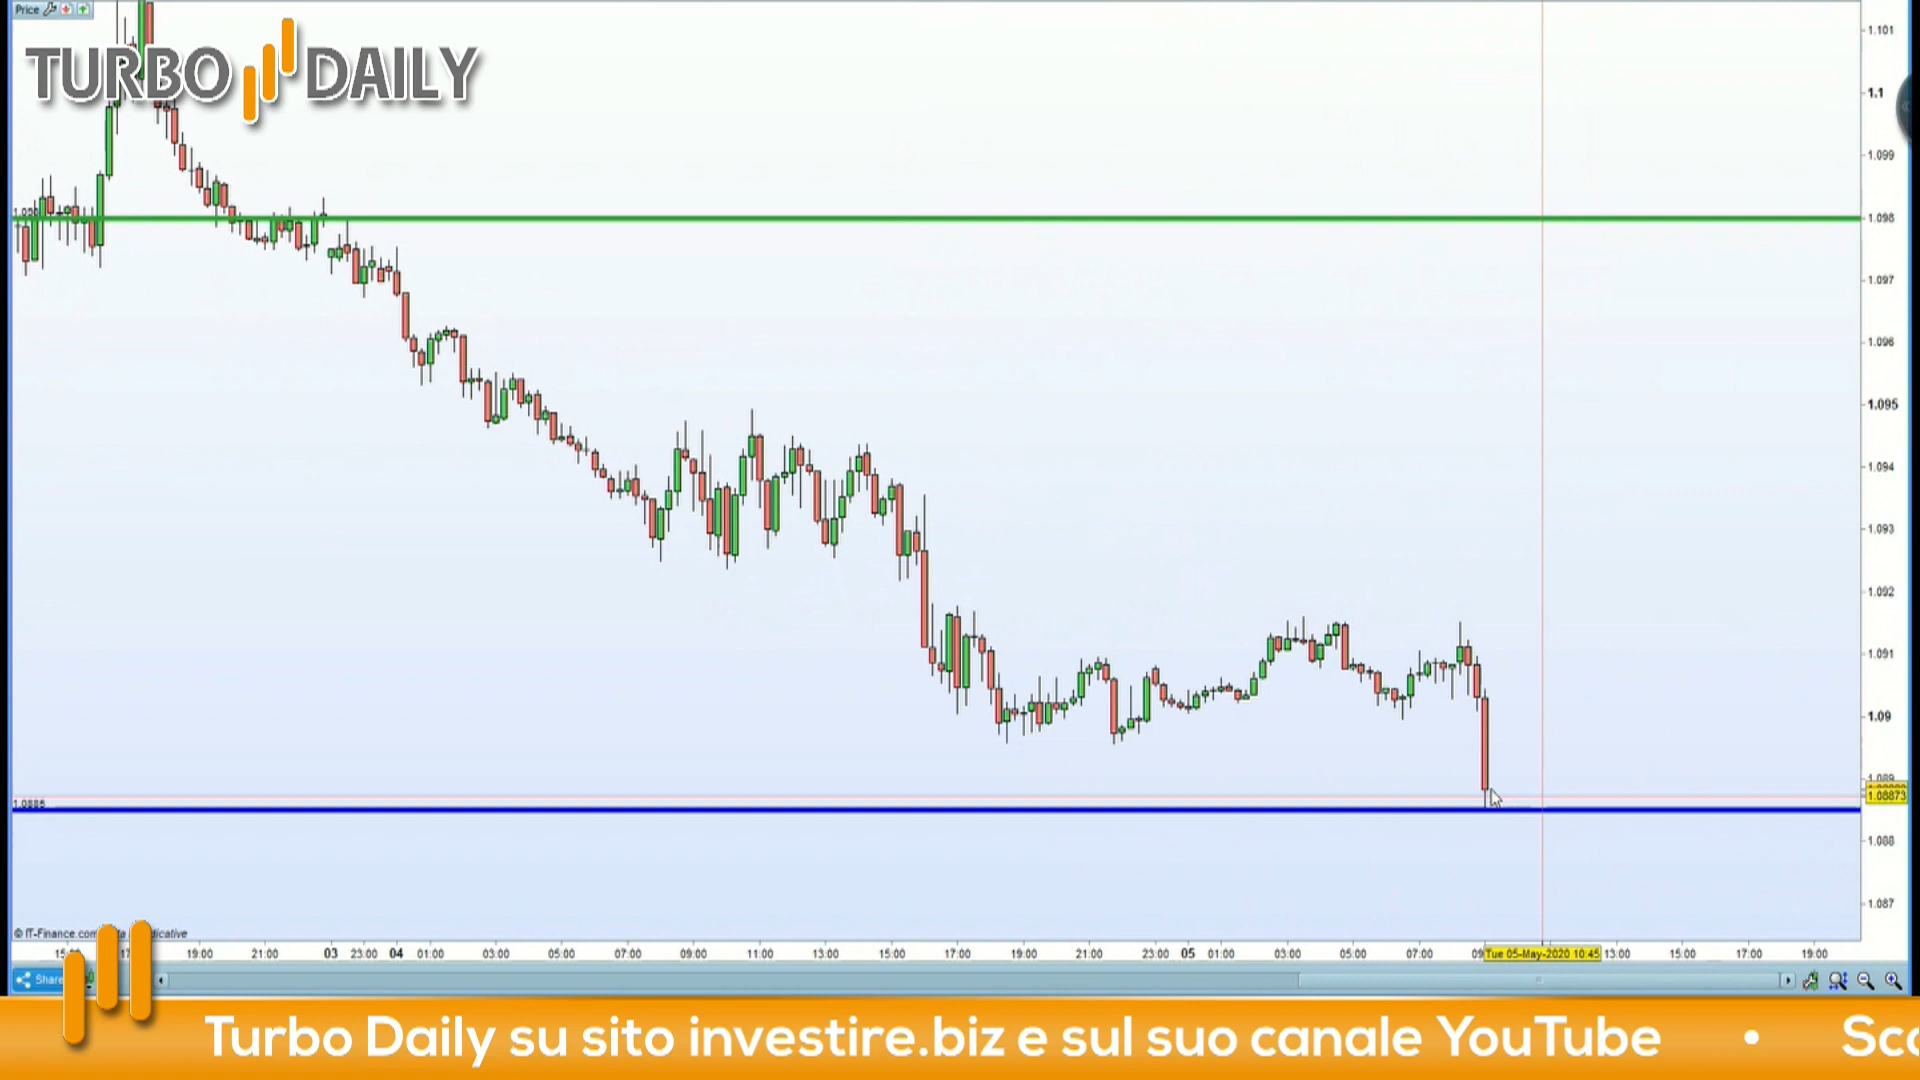 Price
TURBO DAILY
1.101
1.1
1.099
1.098
1.097
1.096
1.095
1.094
1.093
1.092
1.091
1.09
1.089
1.0885
1.08873
1.088
1.087
© IT-Finance.com
19:00 21:00 03 23:00 04 01:00 03:00 05:00 07:00 09:00 11:00 13:00 15:00 17:00 19:00 21:00 23:00 05 01:00 03:00 05:00 07:00 Tue 05-May-2020 10:45 13:00 15:00 17:00 19:00
Share
Turbo Daily su sito investire.biz e sul suo canale YouTube •